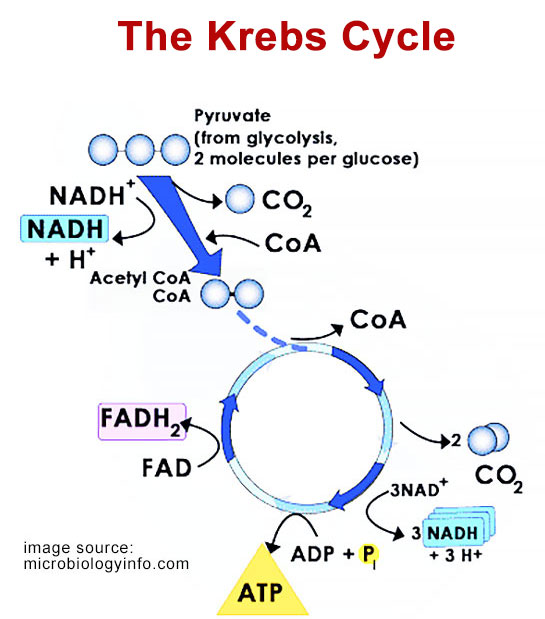 The Krebs Cycle
Pyruvate
(from glycolysis,
2 molecules per glucose)
NADH+
CO2
NADH
CoA
+ H+
Acetyl CoA
CoA
CoA
FADH2
2
CO2
FAD
3NAD+
3 NADH
+ 3 H+
ADP + Pi
ATP
image source:
microbiologyinfo.com